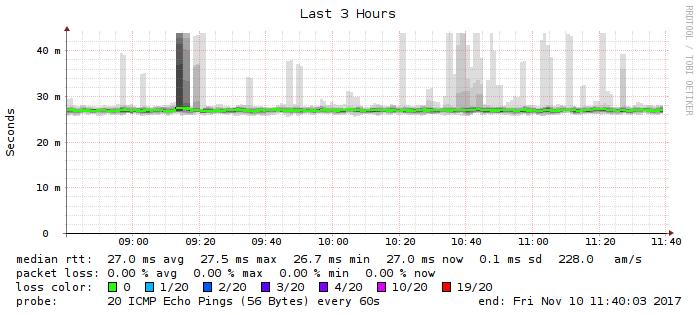 Last 3 Hours
RRDTOOL / TOBI OETIKER
Seconds
40 m
30 m
20 m
10 m
0
09:00 09:20 09:40 10:00 10:20 10:40 11:00 11:20 11:40
median rtt: 27.0 ms avg 27.5 ms max 26.7 ms min 27.0 ms now 0.1 ms sd 228.0 am/s
packet loss: 0.00 % avg 0.00 % max 0.00 % min 0.00 % now
loss color: 0 1/20 2/20 3/20 4/20 10/20 19/20
probe: 20 ICMP Echo Pings (56 Bytes) every 60s end: Fri Nov 10 11:40:03 2017